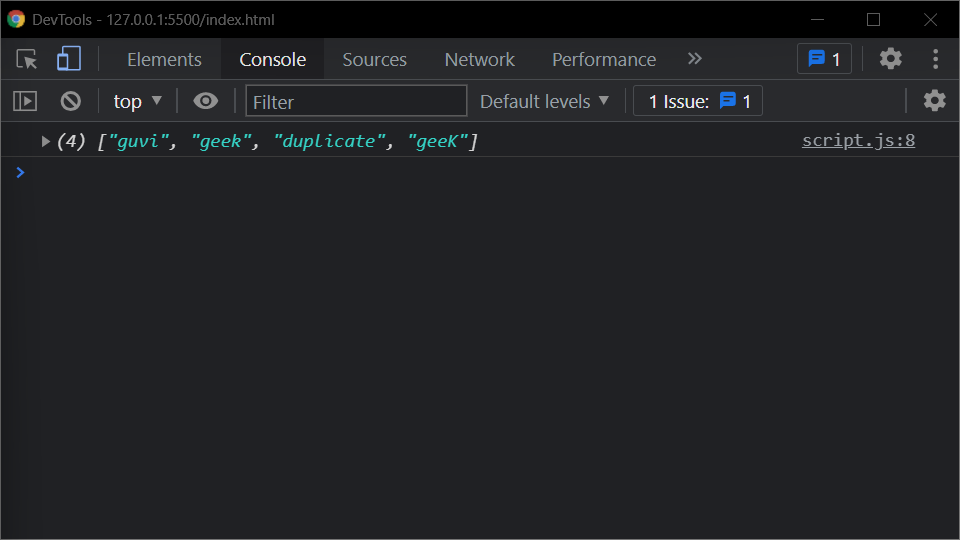 DevTools - 127.0.0.1:5500/index.html
Elements Console Sources Network Performance 1
top Filter Default levels 1 Issue: 1
(4) ["guvi", "geek", "duplicate", "geeK"] script.js:8